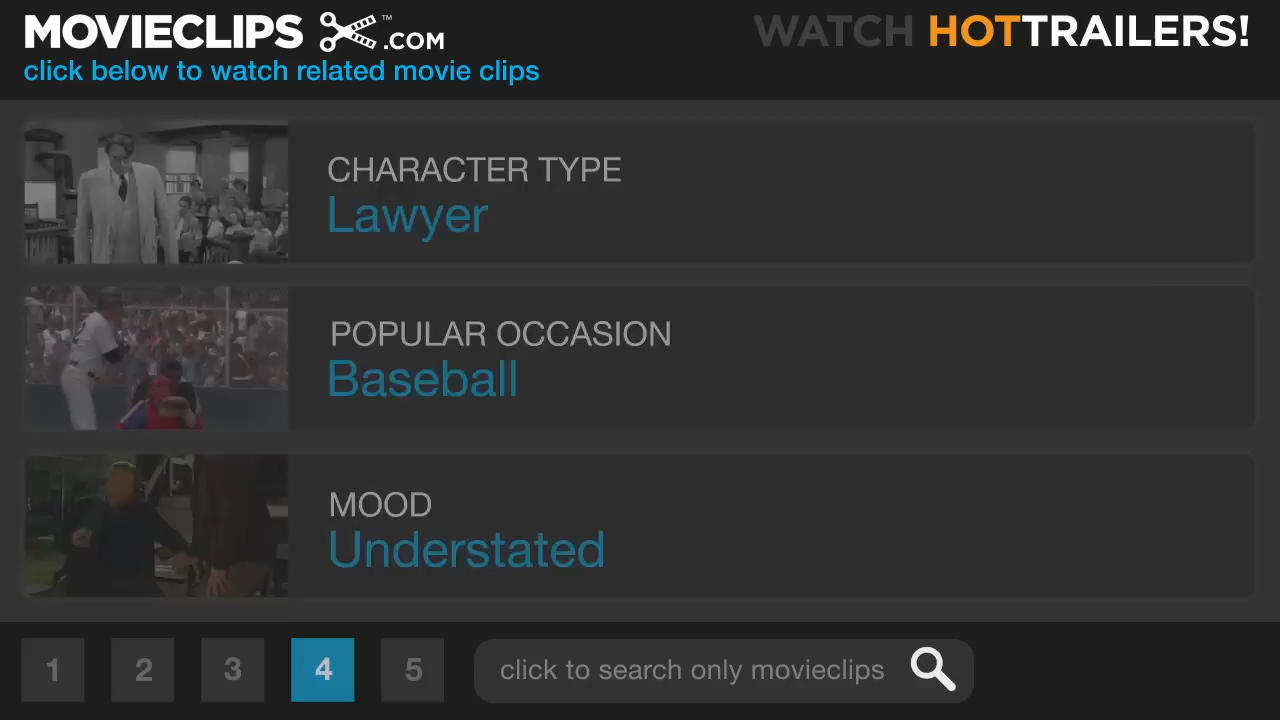 MOVIECLIPS ™ .COM
WATCH HOTTRAILERS!
click below to watch related movie clips
CHARACTER TYPE
Lawyer
POPULAR OCCASION
Baseball
MOOD
Understated
1 2 3 4 5
click to search only movieclips